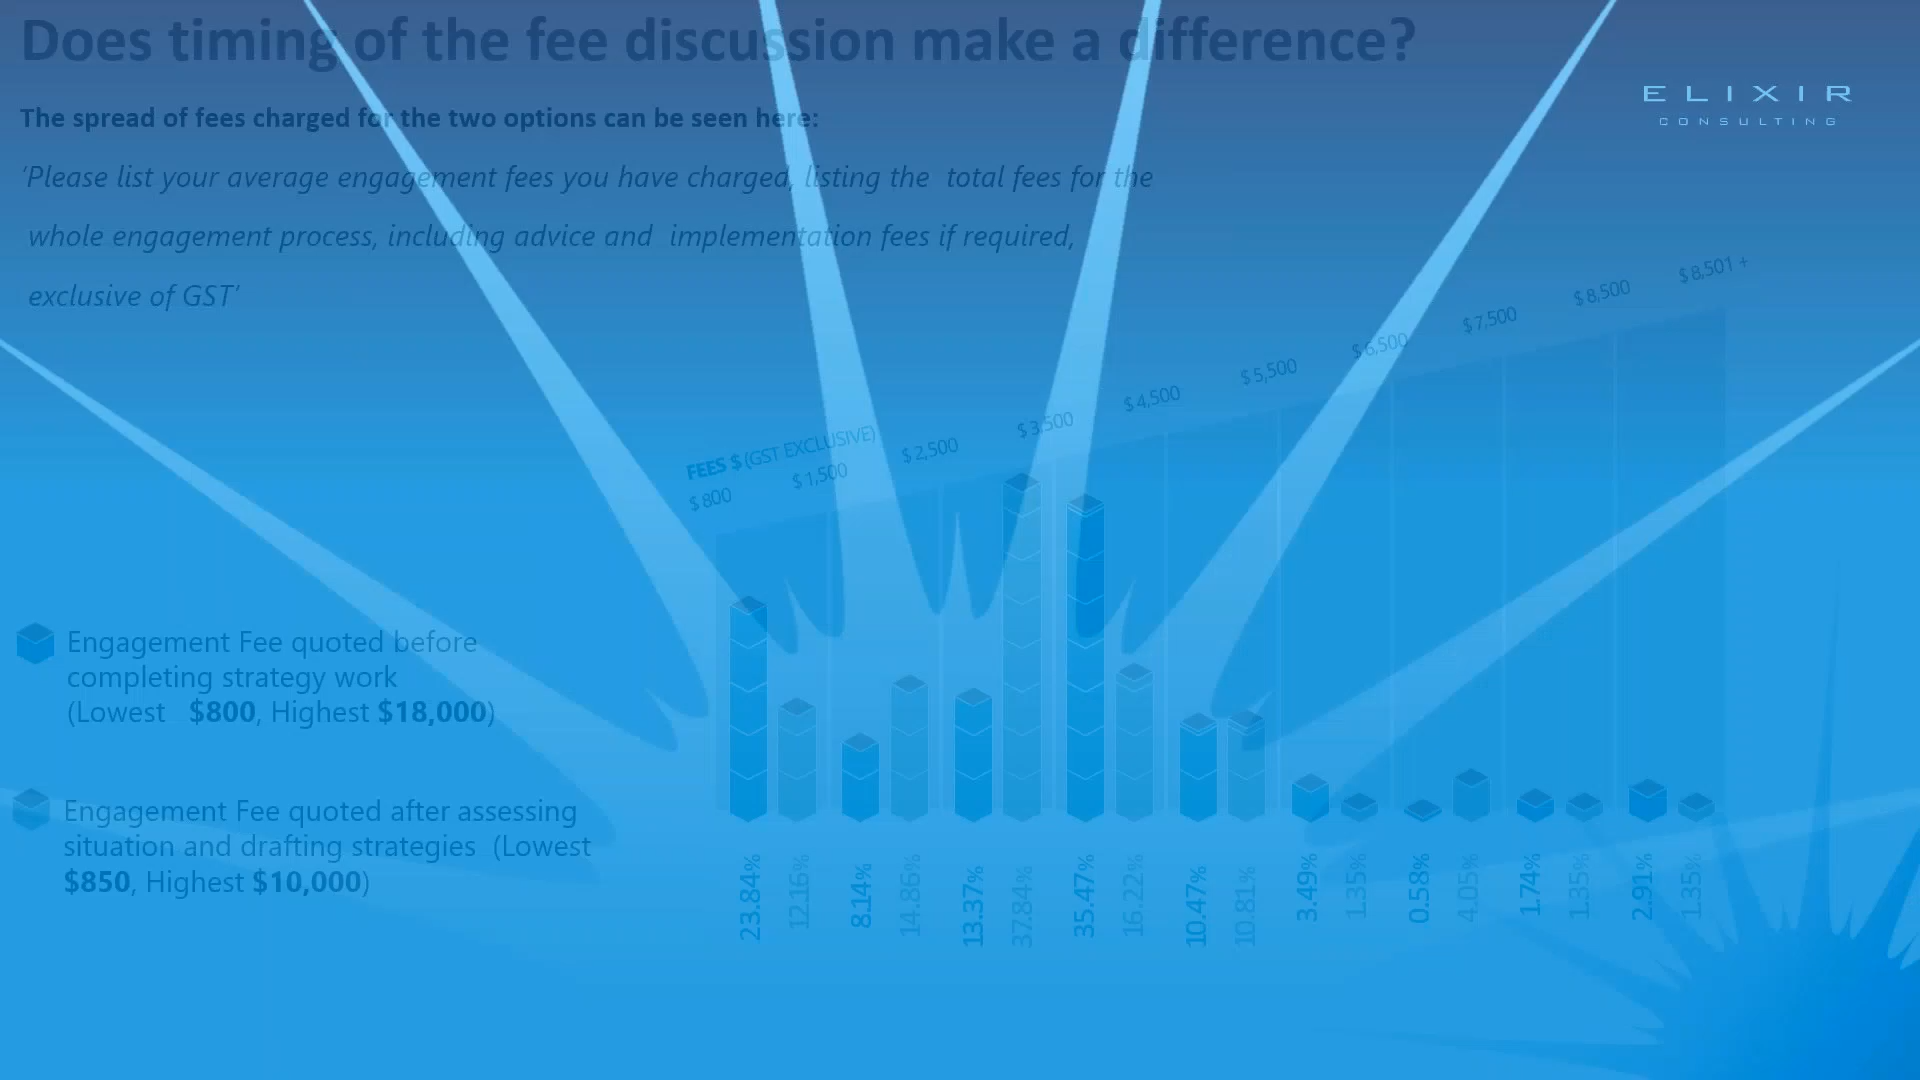 Does timing of the fee discussion make a difference?
ELIXIR
CONSULTING
The spread of fees charged for the two options can be seen here:
‘Please list your average engagement fees you have charged, listing the total fees for the
whole engagement process, including advice and implementation fees if required,
exclusive of GST’
FEES $ (GST EXCLUSIVE)
$ 800
$ 1,500
$ 2,500
$ 3,500
$ 4,500
$ 5,500
$ 6,500
$ 7,500
$ 8,500
$ 8,501 +
Engagement Fee quoted before
completing strategy work
(Lowest $800, Highest $18,000)
Engagement Fee quoted after assessing
situation and drafting strategies (Lowest
$850, Highest $10,000)
23.84%
12.16%
8.14%
14.86%
13.37%
37.84%
35.47%
16.22%
10.47%
10.81%
3.49%
1.35%
0.58%
4.05%
1.74%
1.35%
2.91%
1.35%